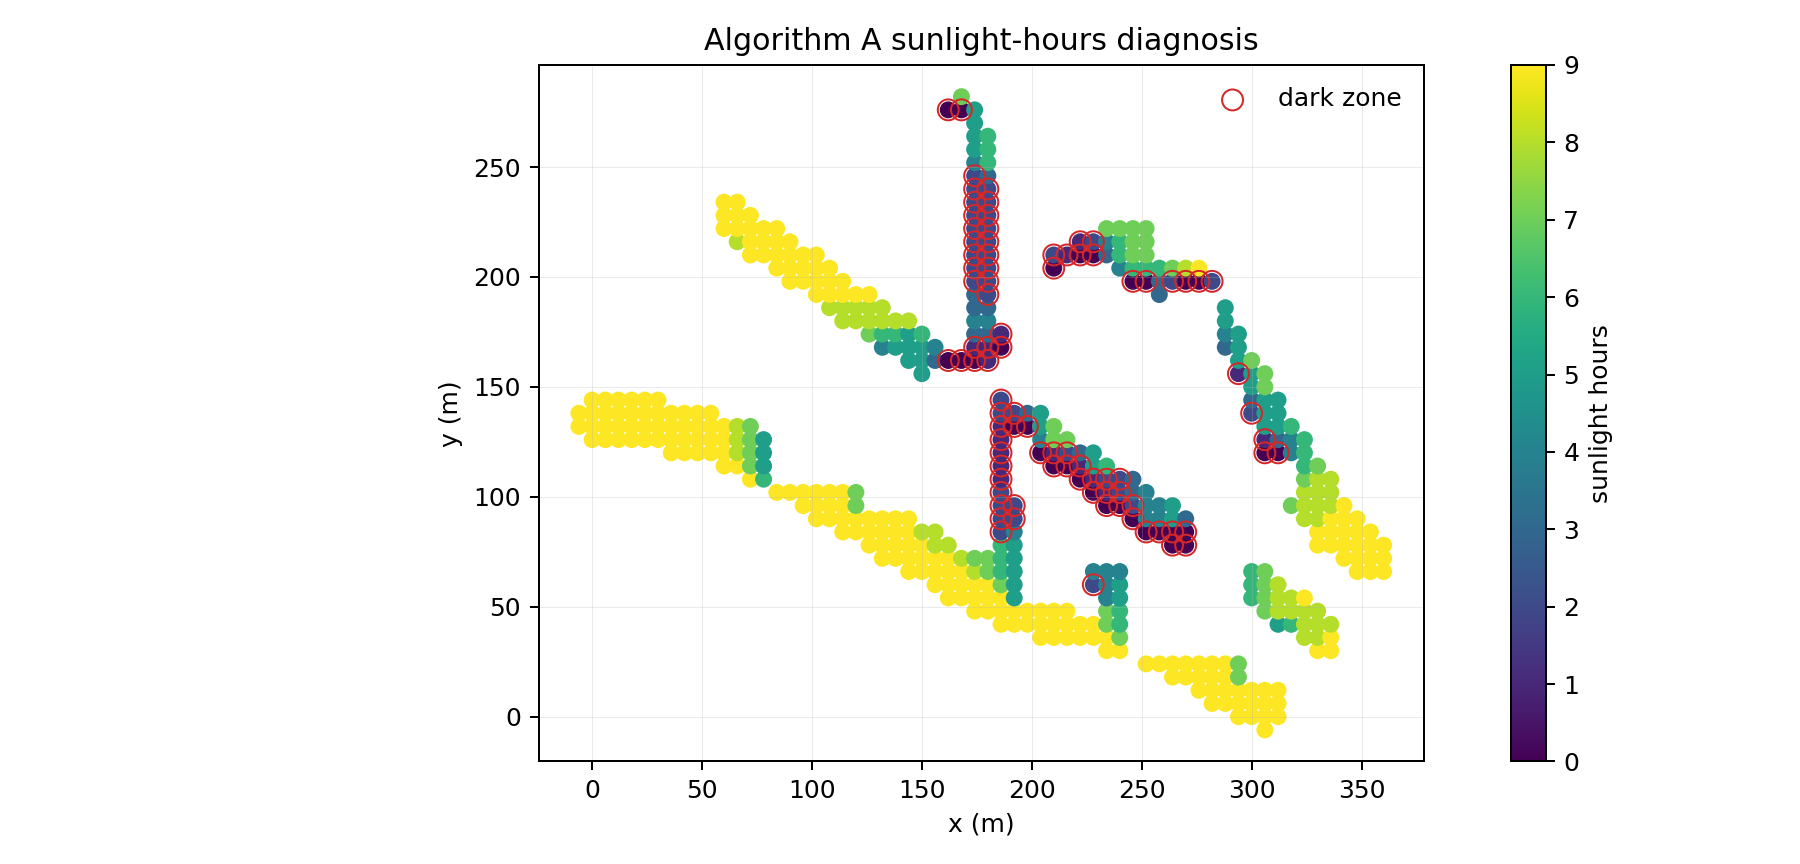 Algorithm A sunlight-hours diagnosis
dark zone
y (m)
250
200
150
100
50
0
0 50 100 150 200 250 300 350
x (m)
9
8
7
6
5
4
3
2
1
0
sunlight hours